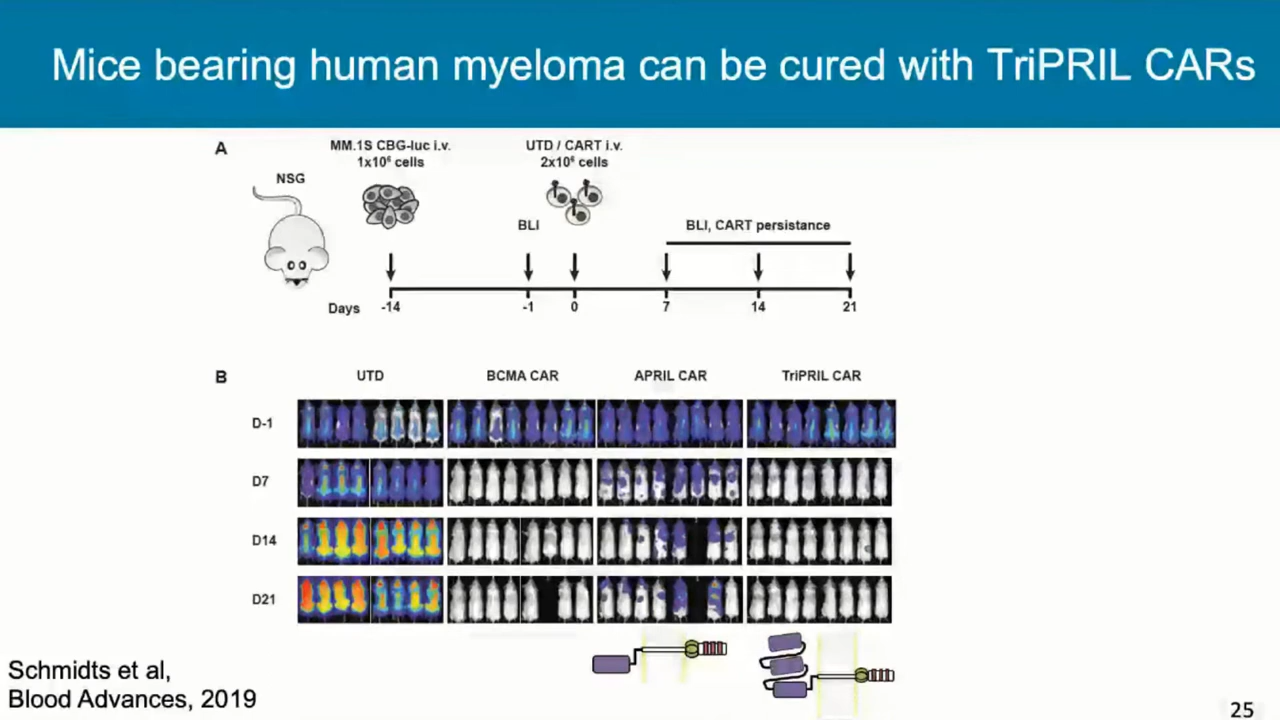 Mice bearing human myeloma can be cured with TriPRIL CARs
A
MM.1S CBG-luc i.v.
1x10⁶ cells
UTD / CART i.v.
2x10⁶ cells
NSG
BLI
BLI, CART persistance
Days -14 -1 0 7 14 21
B
UTD BCMA CAR APRIL CAR TriPRIL CAR
D-1
D7
D14
D21
Schmidts et al,
Blood Advances, 2019
25